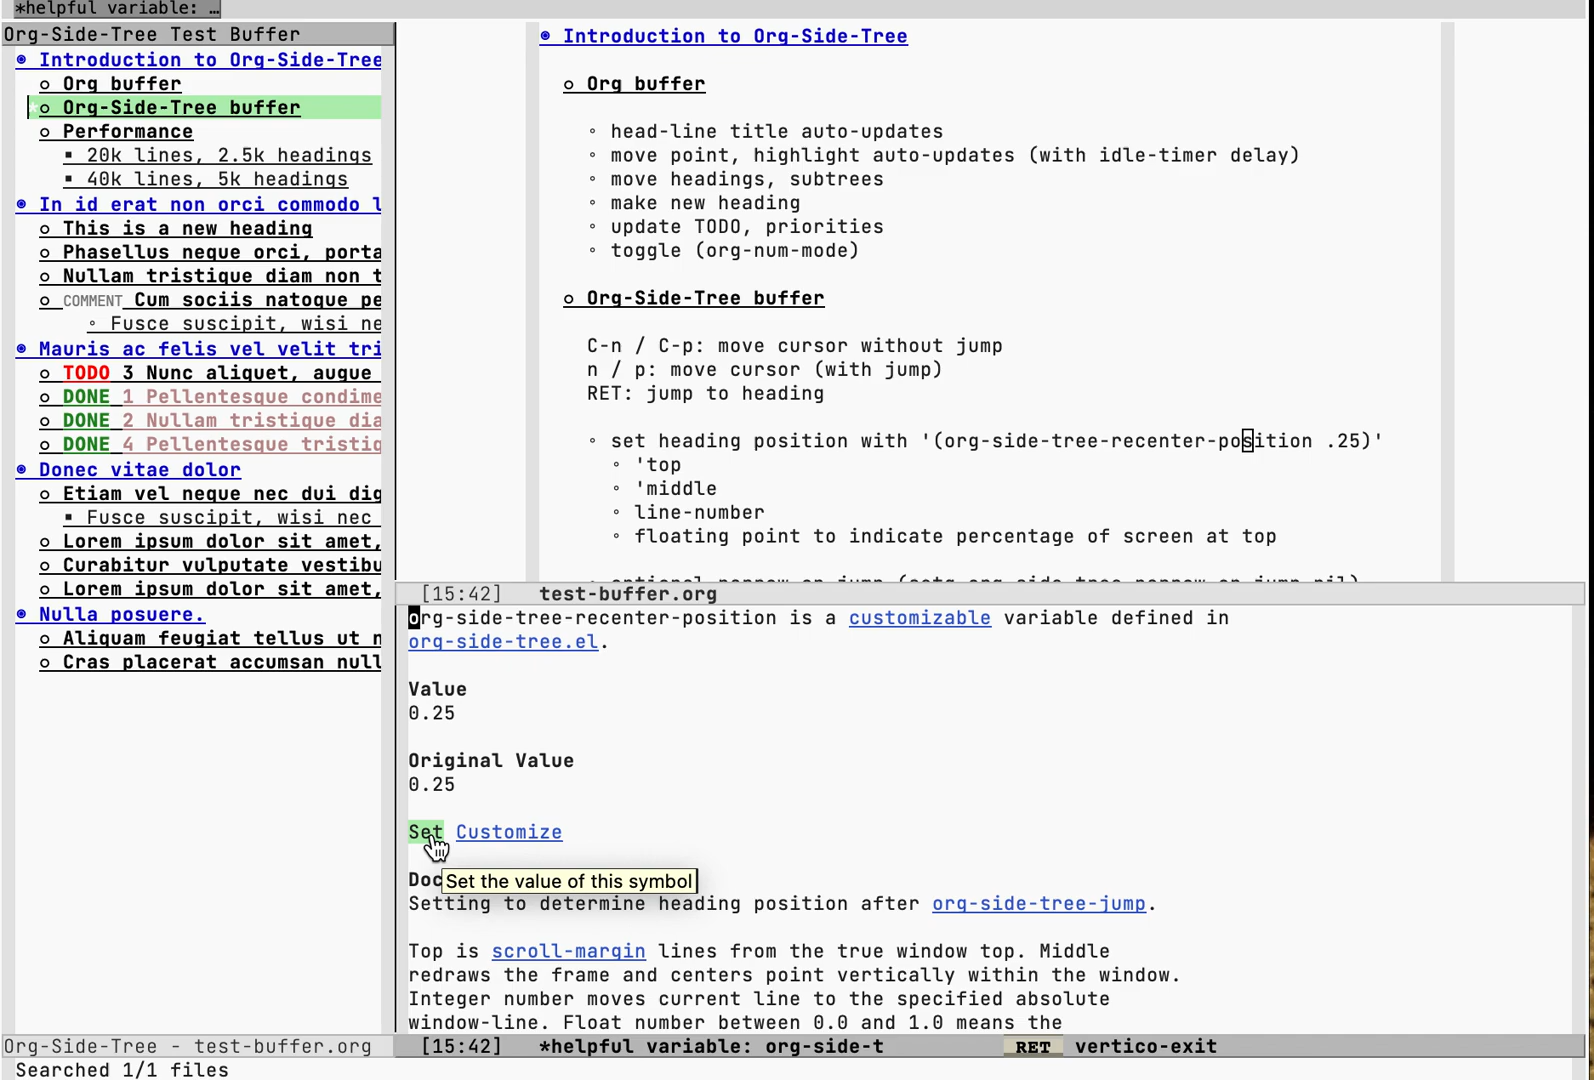 *helpful variable: …
Org-Side-Tree Test Buffer
Introduction to Org-Side-Tree
Org buffer
Org-Side-Tree buffer
Performance
20k lines, 2.5k headings
40k lines, 5k headings
In id erat non orci commodo l
This is a new heading
Phasellus neque orci, porta
Nullam tristique diam non t
COMMENT Cum sociis natoque pe
Fusce suscipit, wisi ne
Mauris ac felis vel velit tri
TODO 3 Nunc aliquet, augue
DONE 1 Pellentesque condime
DONE 2 Nullam tristique dia
DONE 4 Pellentesque tristiq
Donec vitae dolor
Etiam vel neque nec dui dig
Fusce suscipit, wisi nec
Lorem ipsum dolor sit amet,
Curabitur vulputate vestibu
Lorem ipsum dolor sit amet,
Nulla posuere.
Aliquam feugiat tellus ut n
Cras placerat accumsan null
Org-Side-Tree - test-buffer.org
Introduction to Org-Side-Tree
Org buffer
head-line title auto-updates
move point, highlight auto-updates (with idle-timer delay)
move headings, subtrees
make new heading
update TODO, priorities
toggle (org-num-mode)
Org-Side-Tree buffer
C-n / C-p: move cursor without jump
n / p: move cursor (with jump)
RET: jump to heading
set heading position with '(org-side-tree-recenter-position .25)'
'top
'middle
line-number
floating point to indicate percentage of screen at top
optional narrow on jump (setq org-side-tree-narrow-on-jump nil)
[15:42] test-buffer.org
org-side-tree-recenter-position is a customizable variable defined in
org-side-tree.el.
Value
0.25
Original Value
0.25
Set Customize
Doc
Set the value of this symbol
Setting to determine heading position after org-side-tree-jump.
Top is scroll-margin lines from the true window top. Middle
redraws the frame and centers point vertically within the window.
Integer number moves current line to the specified absolute
window-line. Float number between 0.0 and 1.0 means the
[15:42] *helpful variable: org-side-t RET vertico-exit
Searched 1/1 files